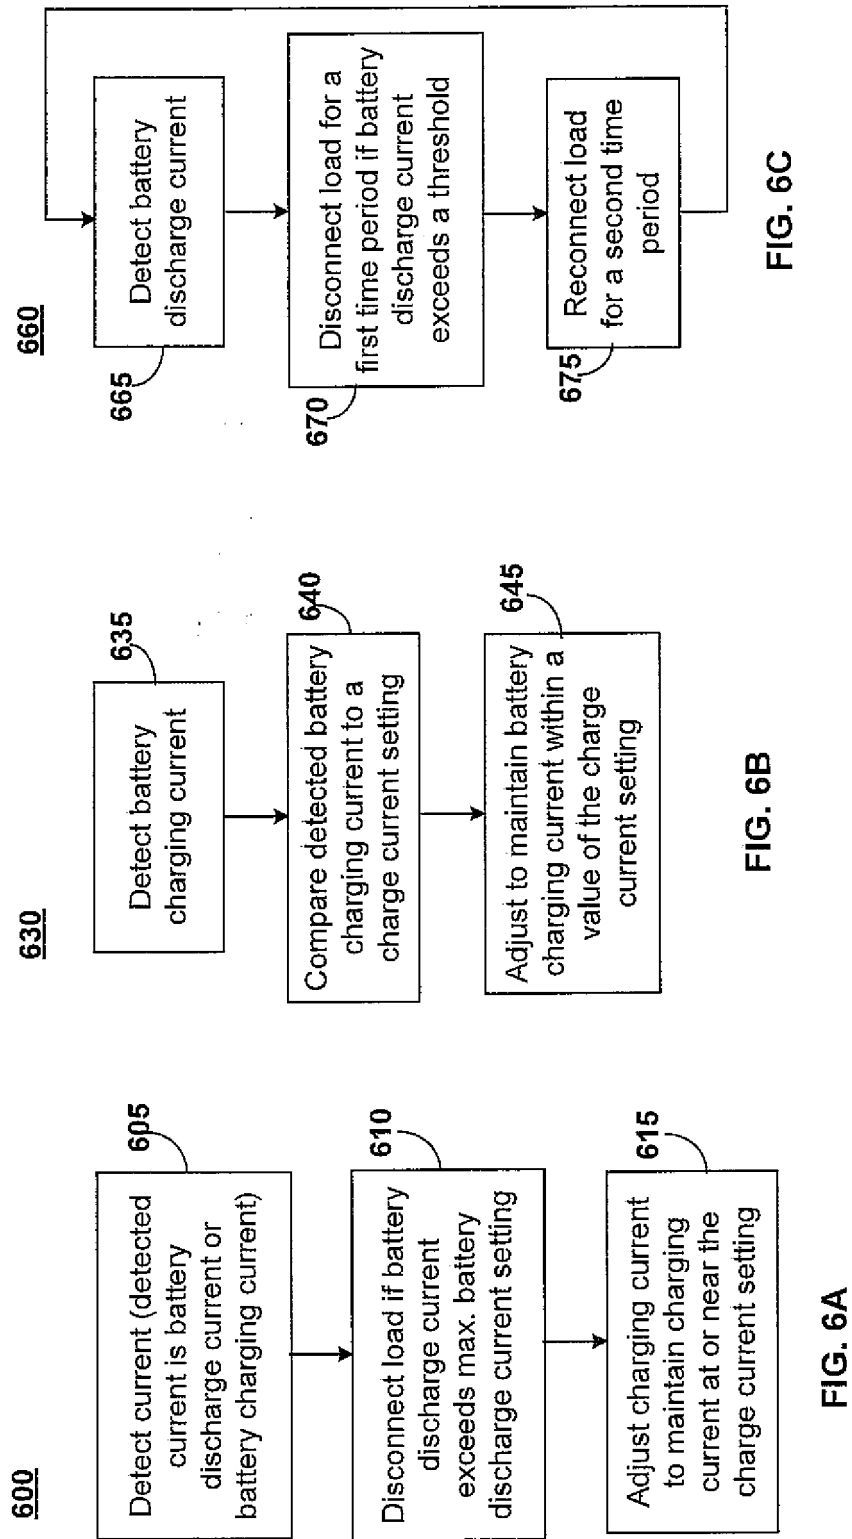 600
605
Detect current (detected
current is battery
discharge current or
battery charging current)
610
Disconnect load if battery
discharge current
exceeds max. battery
discharge current setting
615
Adjust charging current
to maintain charging
current at or near the
charge current setting
FIG. 6A
630
635
Detect battery
charging current
640
Compare detected battery
charging current to a
charge current setting
645
Adjust to maintain battery
charging current within a
value of the charge
current setting
FIG. 6B
660
665
Detect battery
discharge current
670
Disconnect load for a
first time period if battery
discharge current
exceeds a threshold
675
Reconnect load
for a second time
period
FIG. 6C